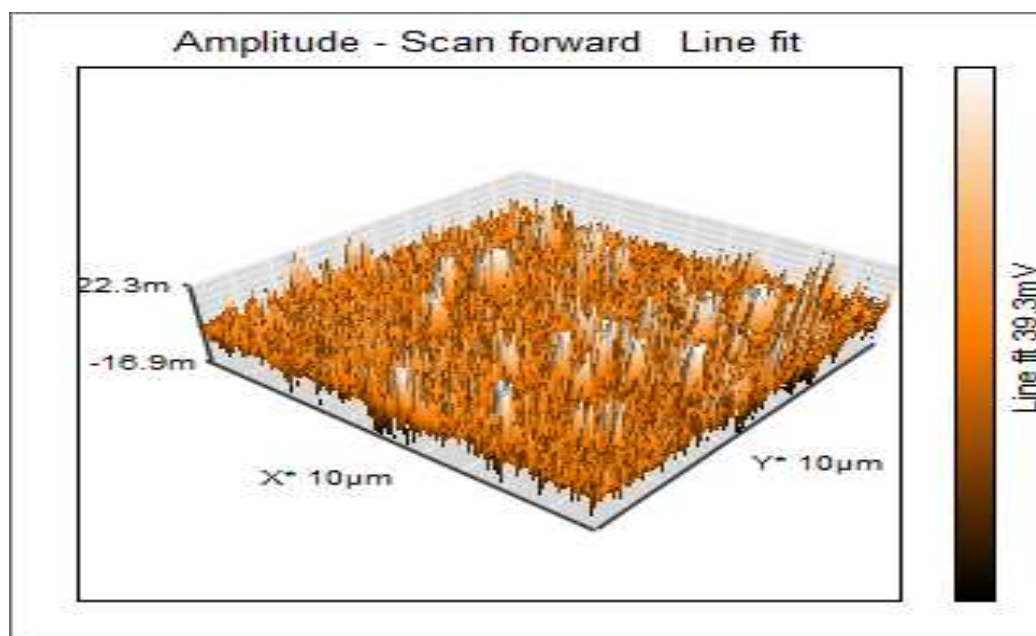 Amplitude - Scan forward Line fit
22.3m
-16.9m
X* 10µm
Y* 10µm
Line fit 39.3mV